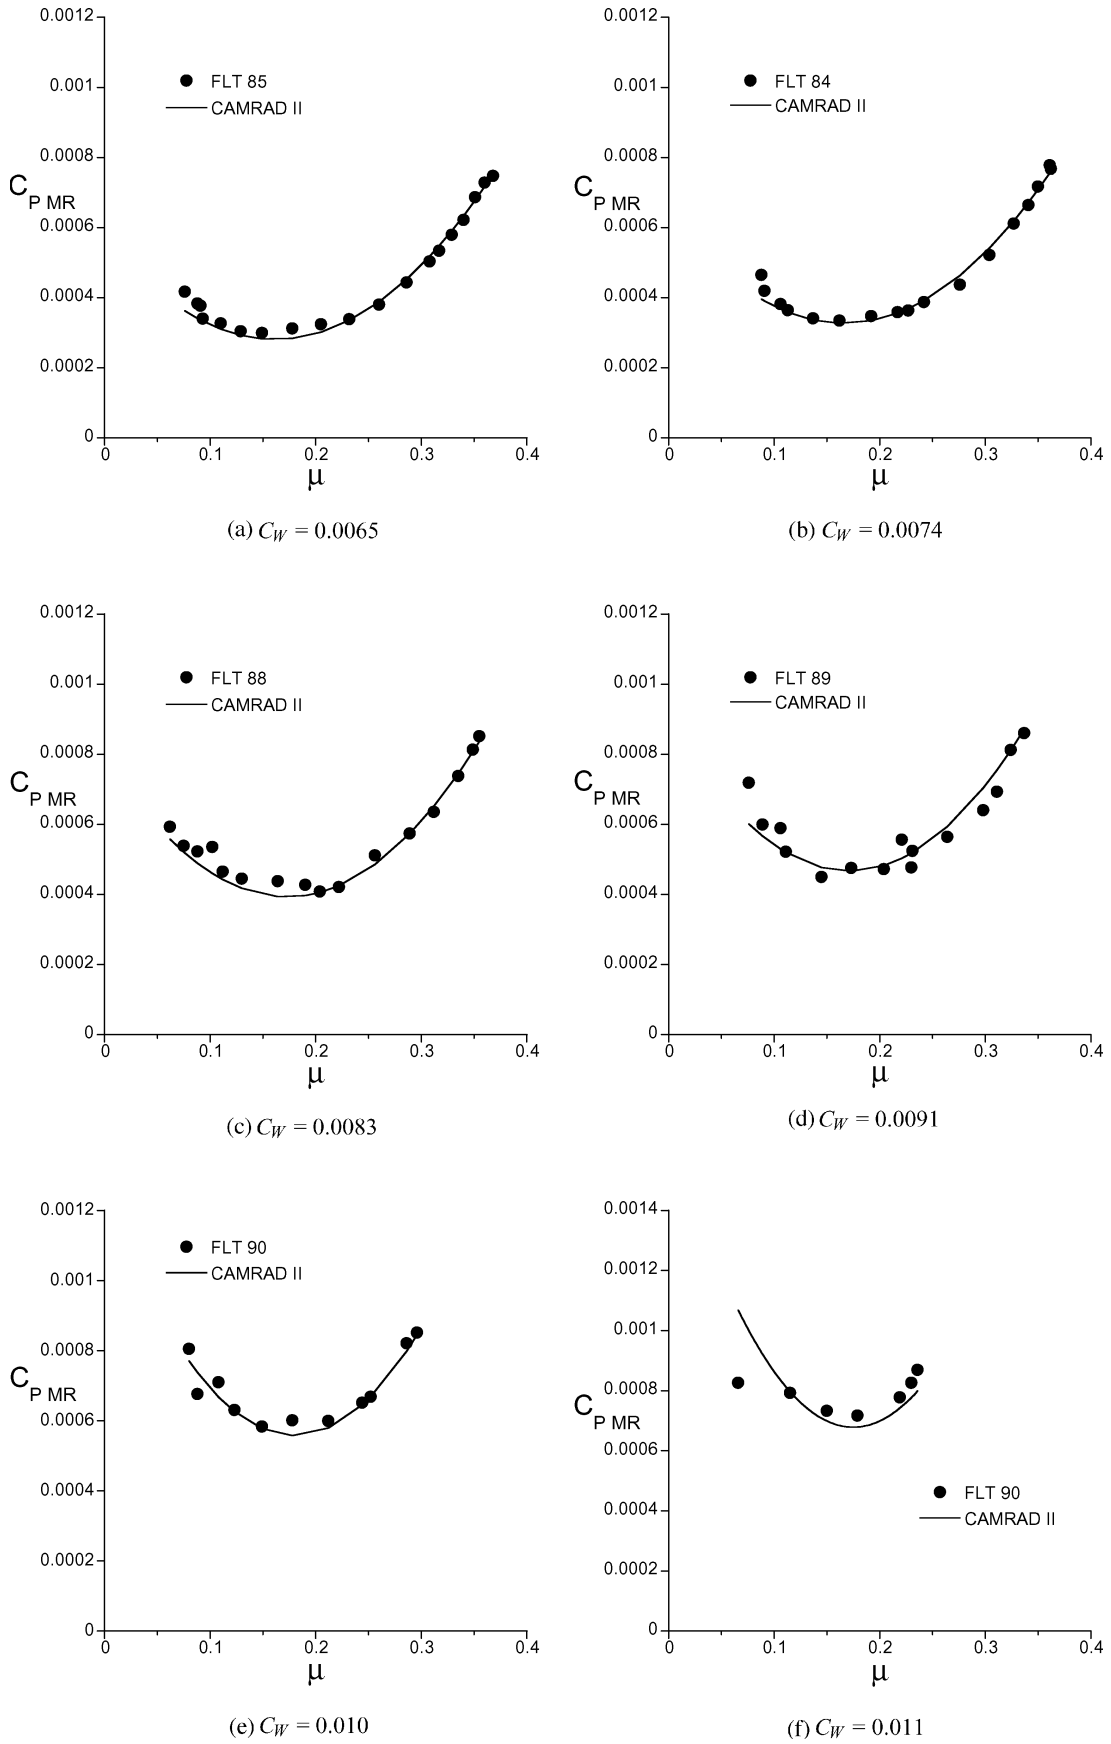 0.0012
0.001
0.0008
0.0006
0.0004
0.0002
0
C P MR
FLT 85
CAMRAD II
0 0.1 0.2 0.3 0.4
μ
(a) C_W = 0.0065
0.0012
0.001
0.0008
0.0006
0.0004
0.0002
0
C P MR
FLT 84
CAMRAD II
0 0.1 0.2 0.3 0.4
μ
(b) C_W = 0.0074
0.0012
0.001
0.0008
0.0006
0.0004
0.0002
0
C P MR
FLT 88
CAMRAD II
0 0.1 0.2 0.3 0.4
μ
(c) C_W = 0.0083
0.0012
0.001
0.0008
0.0006
0.0004
0.0002
0
C P MR
FLT 89
CAMRAD II
0 0.1 0.2 0.3 0.4
μ
(d) C_W = 0.0091
0.0012
0.001
0.0008
0.0006
0.0004
0.0002
0
C P MR
FLT 90
CAMRAD II
0 0.1 0.2 0.3 0.4
μ
(e) C_W = 0.010
0.0014
0.0012
0.001
0.0008
0.0006
0.0004
0.0002
0
C P MR
FLT 90
CAMRAD II
0 0.1 0.2 0.3 0.4
μ
(f) C_W = 0.011